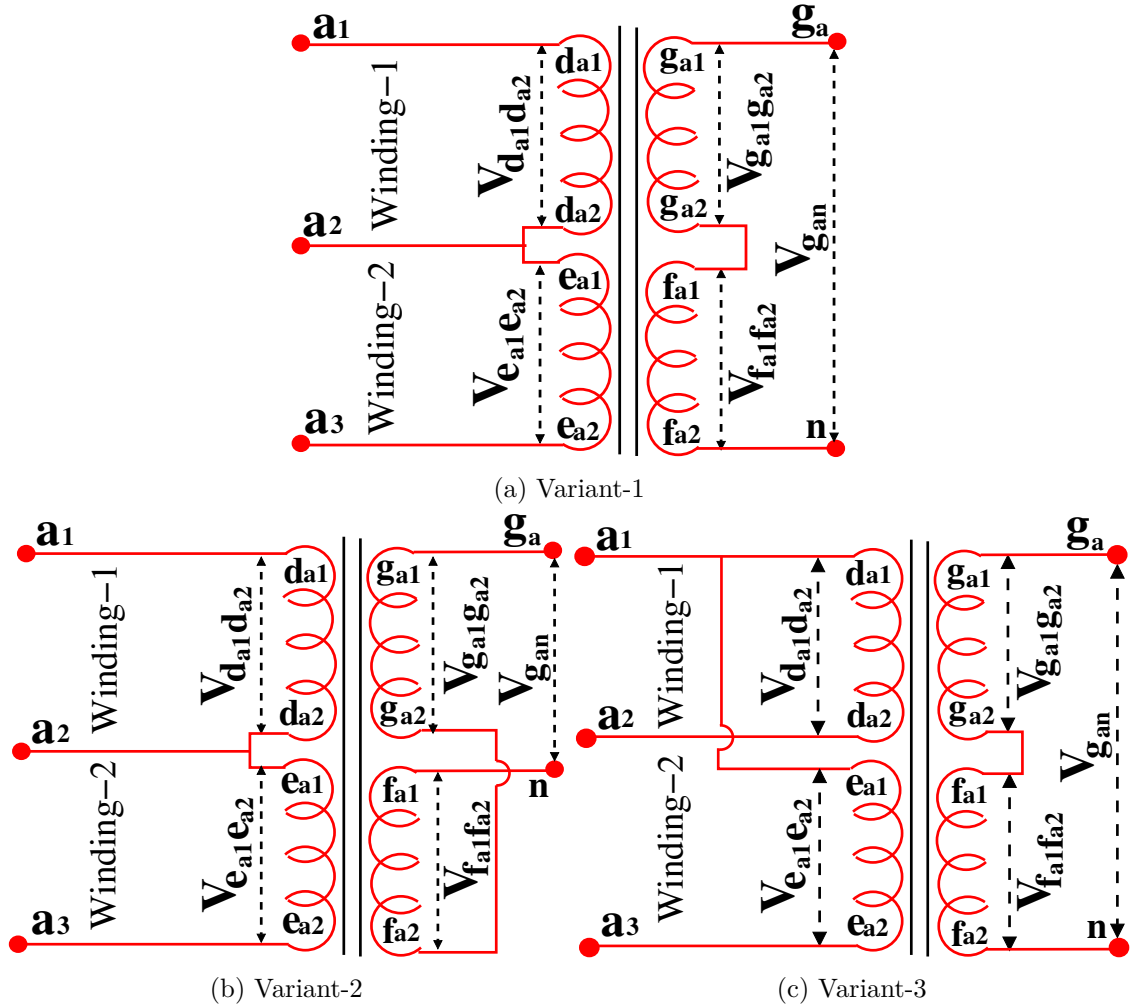 a1
ga
da1
ga1
Winding−1
Vda1da2
Vga1ga2
da2
ga2
a2
Vgan
Winding−2
ea1
fa1
Vea1ea2
Vfa1fa2
a3
ea2
fa2
n
(a) Variant-1
a1
ga
da1
ga1
Winding−1
Vda1da2
Vga1ga2
Vgan
da2
ga2
a2
Winding−2
ea1
fa1
n
Vea1ea2
Vfa1fa2
a3
ea2
fa2
(b) Variant-2
a1
ga
da1
ga1
Winding−1
Vda1da2
Vga1ga2
da2
ga2
a2
Vgan
Winding−2
ea1
fa1
Vea1ea2
Vfa1fa2
a3
ea2
fa2
n
(c) Variant-3